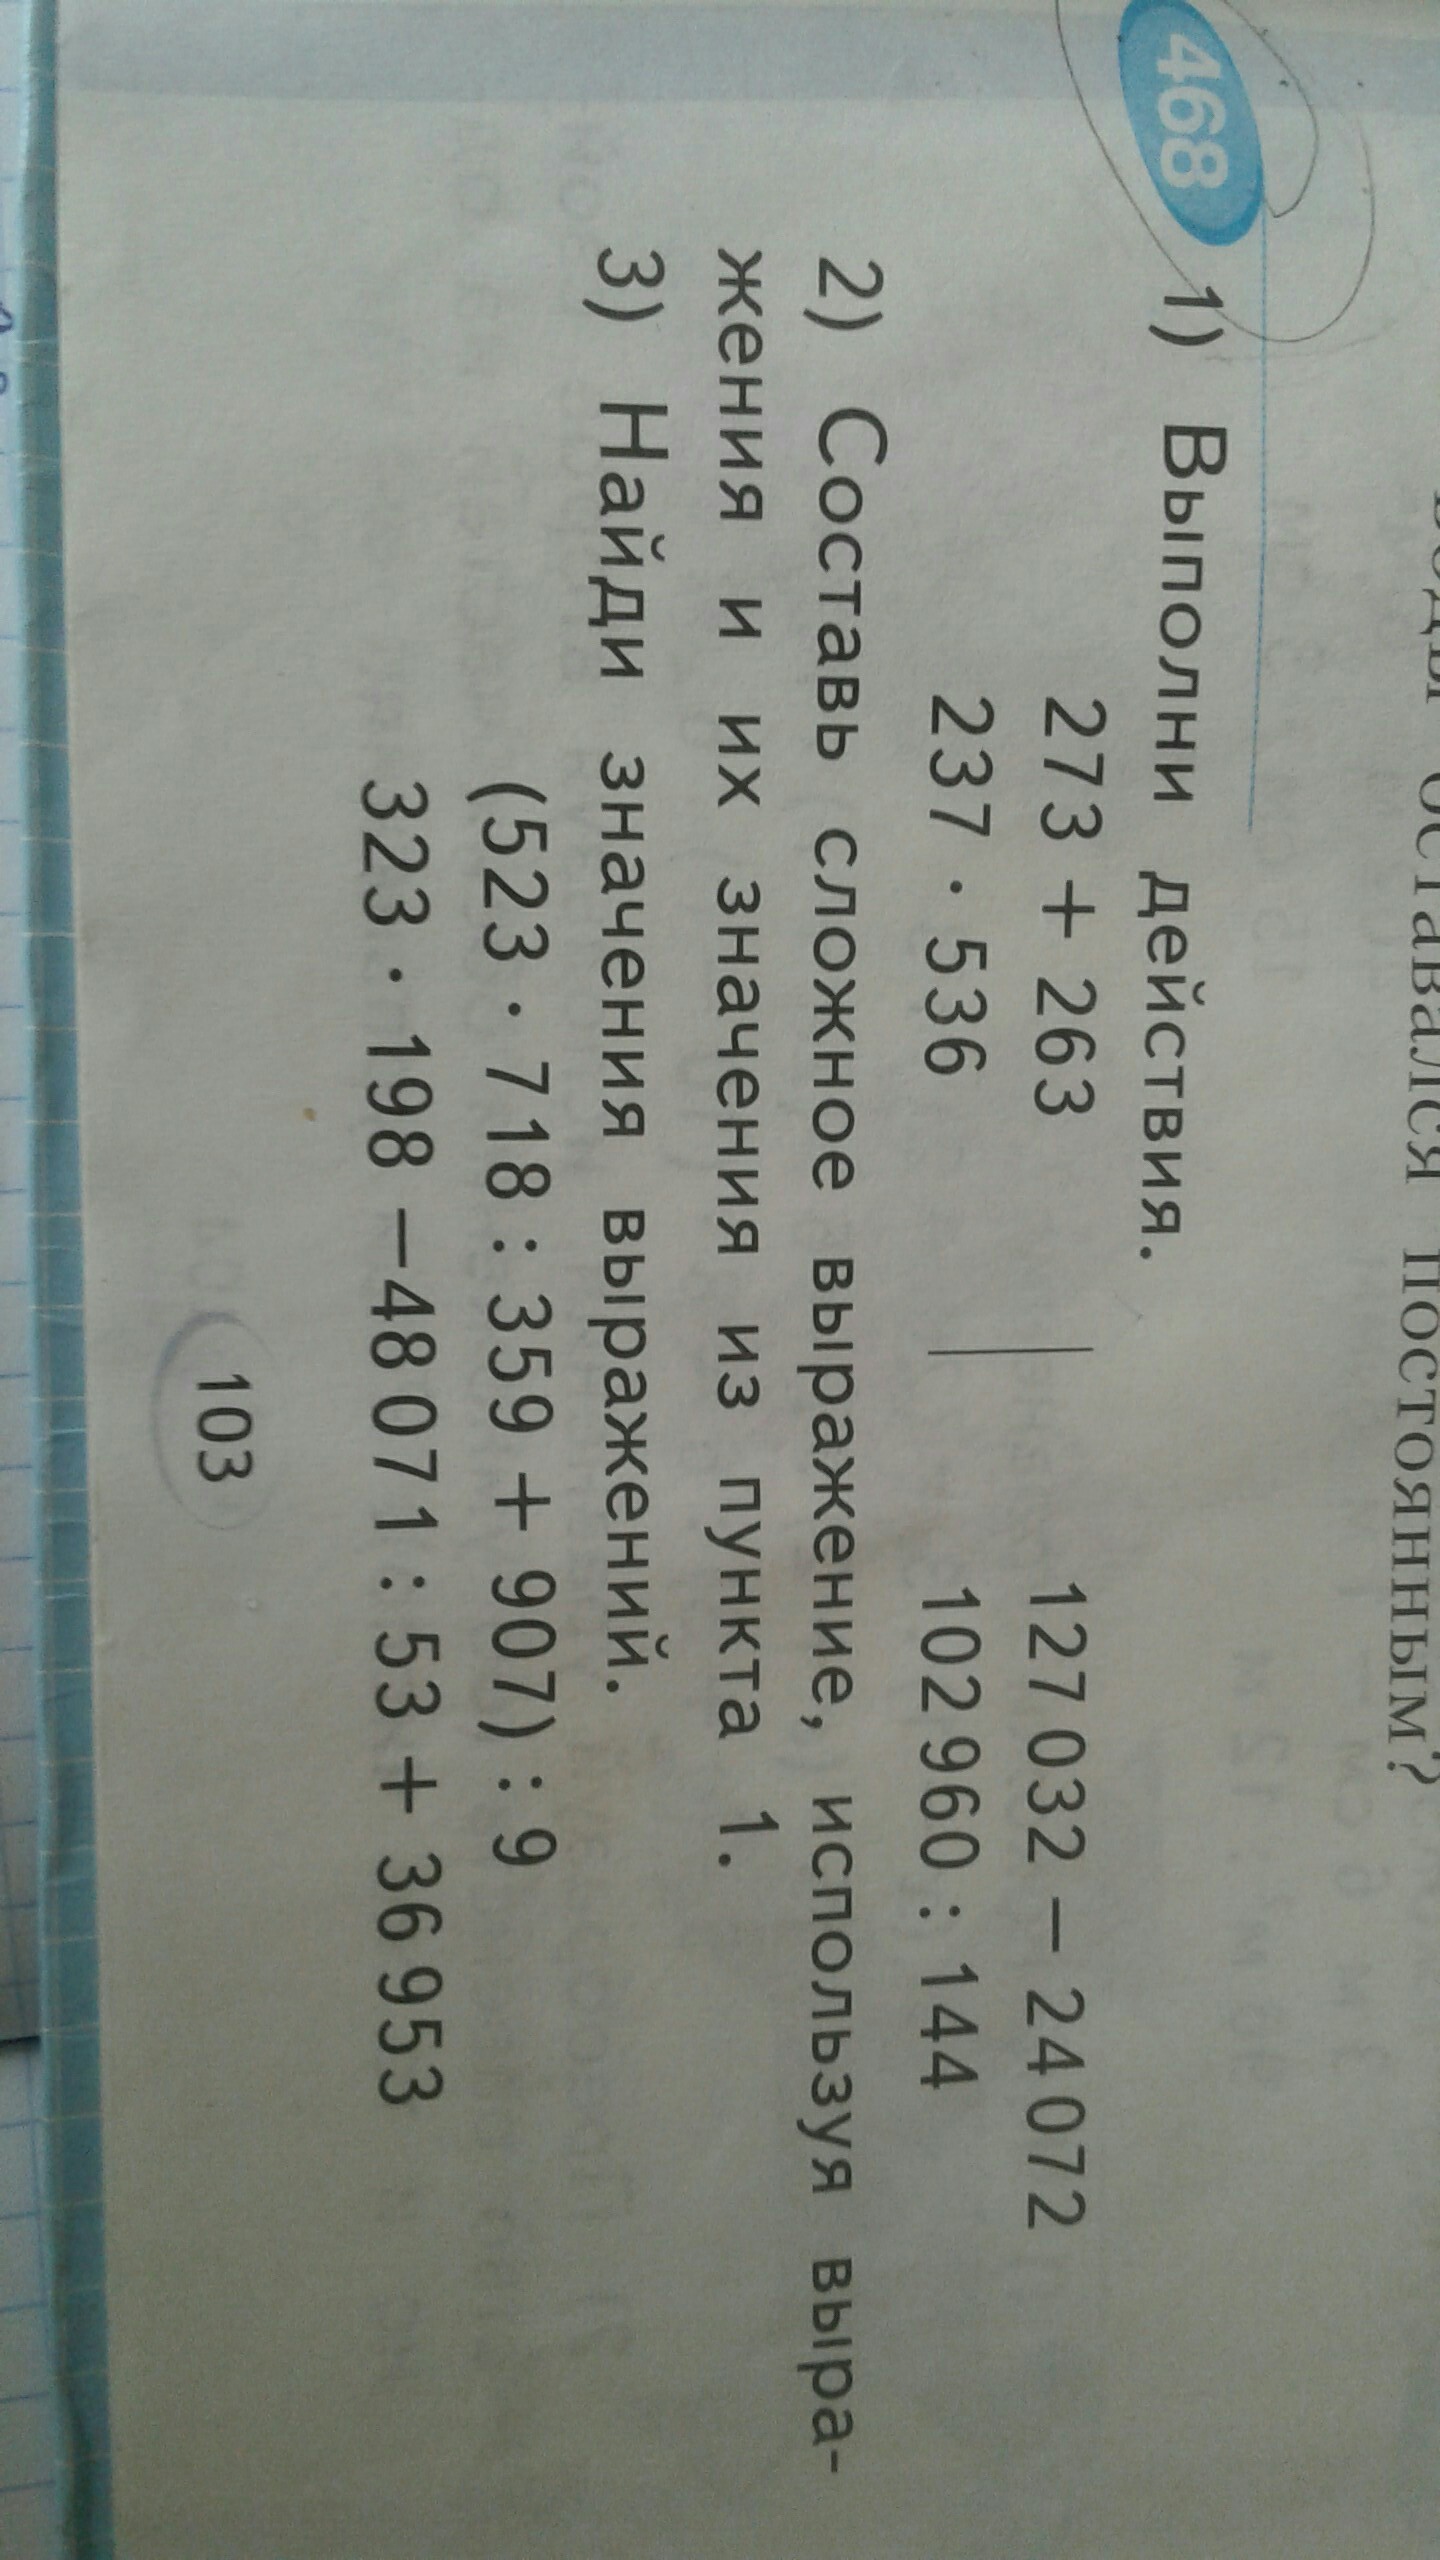 оставался постоянным?
468 1) Выполни действия.
273 + 263 127 032 – 24 072
237 · 536 102 960 : 144
2) Составь сложное выражение, используя выра-
жения и их значения из пункта 1.
3) Найди значения выражений.
(523 · 718 : 359 + 907) : 9
323 · 198 – 48 071 : 53 + 36 953
103